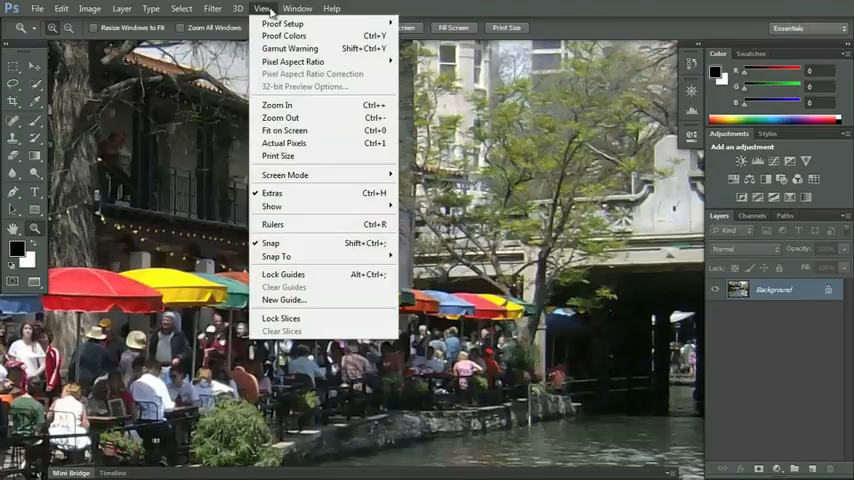 Ps File Edit Image Layer Type Select Filter 3D View Window Help
Resize Windows to Fit Zoom All Windows Screen Fill Screen Print Size Essentials
Proof Setup
Proof Colors Ctrl+Y
Gamut Warning Shift+Ctrl+Y
Pixel Aspect Ratio
Pixel Aspect Ratio Correction
32-bit Preview Options...
Zoom In Ctrl++
Zoom Out Ctrl+-
Fit on Screen Ctrl+0
Actual Pixels Ctrl+1
Print Size
Screen Mode
Extras Ctrl+H
Show
Rulers Ctrl+R
Snap Shift+Ctrl+;
Snap To
Lock Guides Alt+Ctrl+;
Clear Guides
New Guide...
Lock Slices
Clear Slices
Color Swatches
R 0
G 0
B 0
Adjustments Styles
Add an adjustment
Layers Channels Paths
Kind
Normal Opacity:
Lock: Fill:
Background
Mini Bridge Timeline